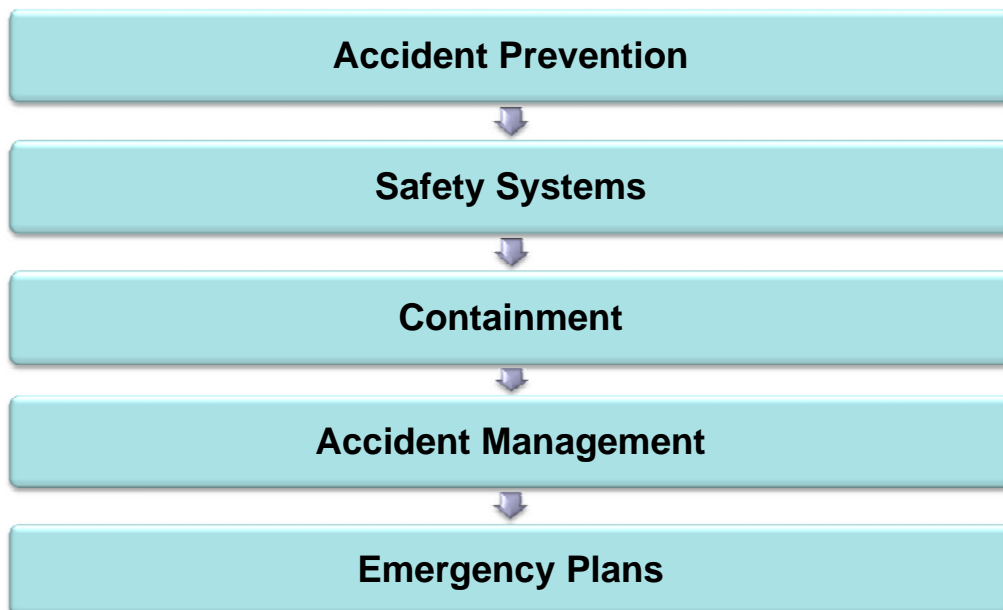 Accident Prevention
Safety Systems
Containment
Accident Management
Emergency Plans